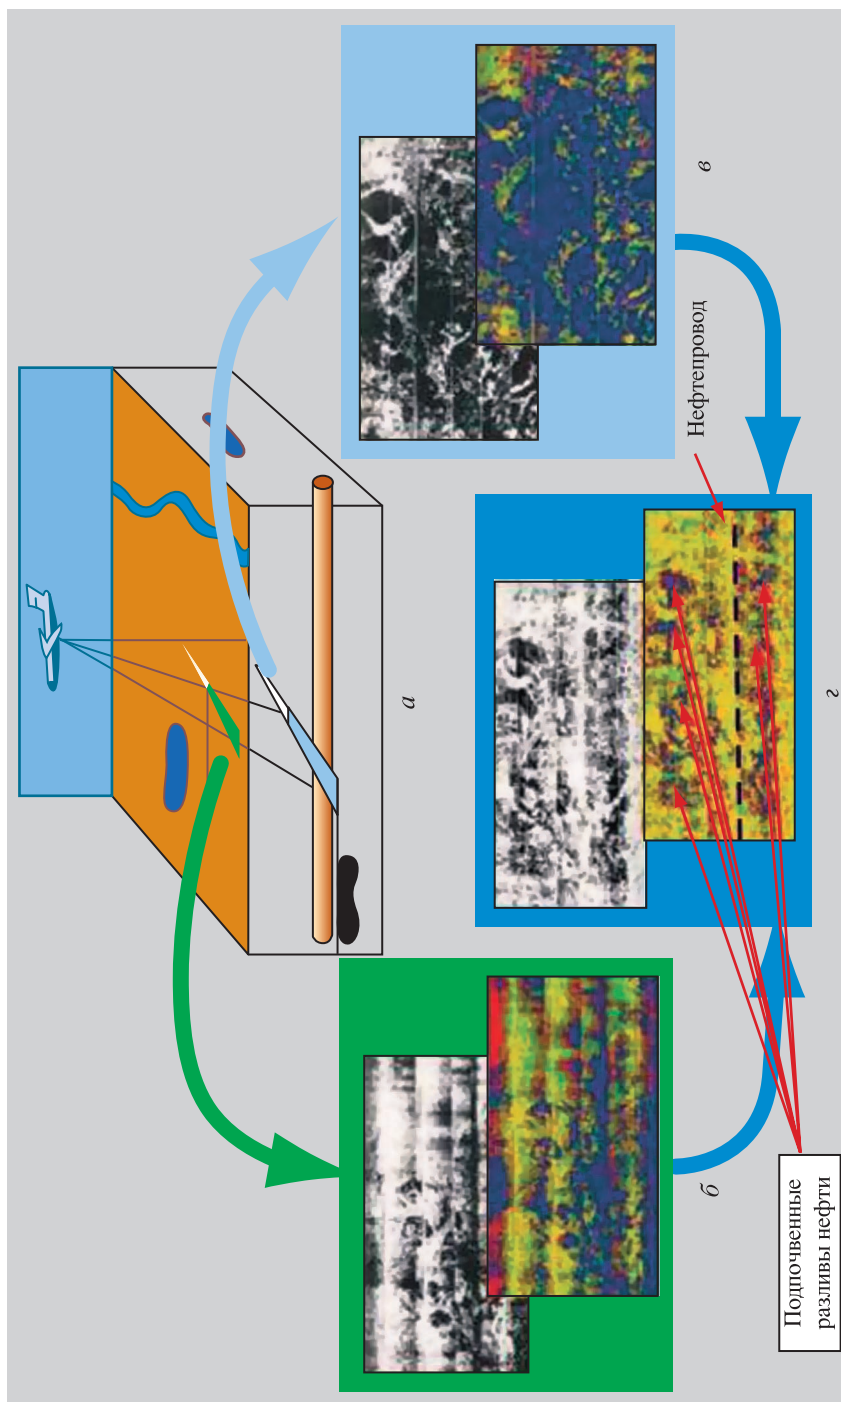 а
б
в
г
Нефтепровод
Подпочвенные
разливы нефти